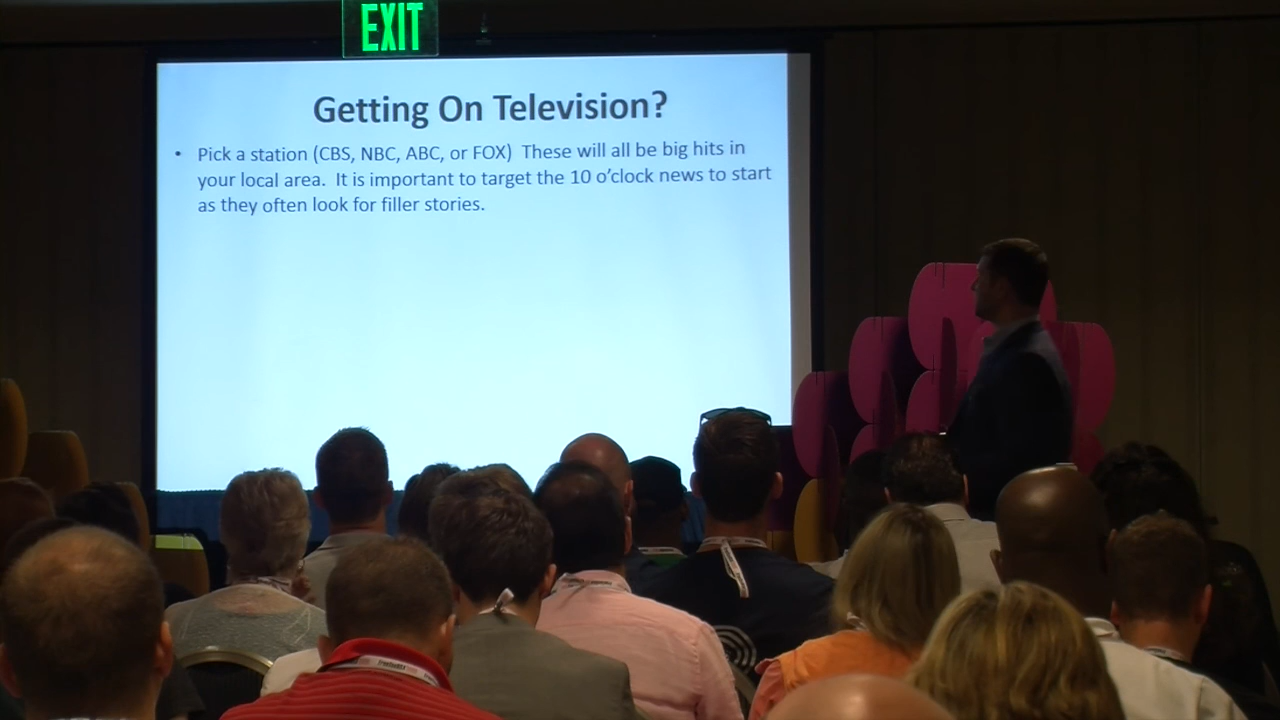 EXIT
Getting On Television?
• Pick a station (CBS, NBC, ABC, or FOX)  These will all be big hits in
your local area.  It is important to target the 10 o'clock news to start
as they often look for filler stories.